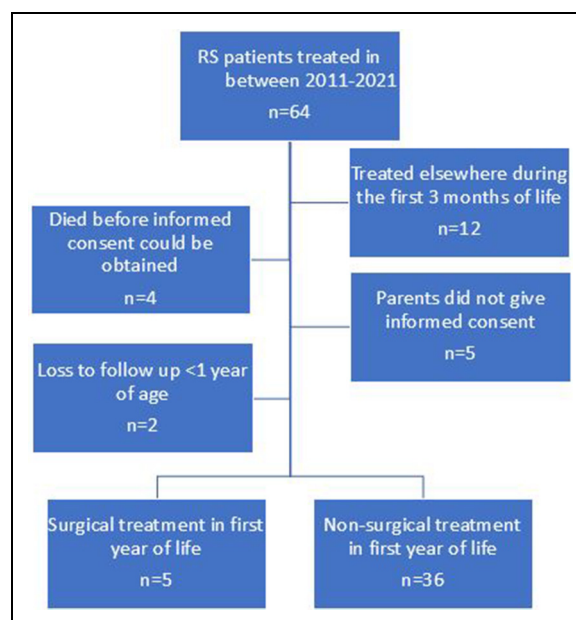 RS patients treated in
between 2011-2021
n=64
Treated elsewhere during
the first 3 months of life
n=12
Died before informed
consent could be
obtained
n=4
Parents did not give
informed consent
n=5
Loss to follow up <1 year
of age
n=2
Surgical treatment in first
year of life
n=5
Non-surgical treatment
in first year of life
n=36